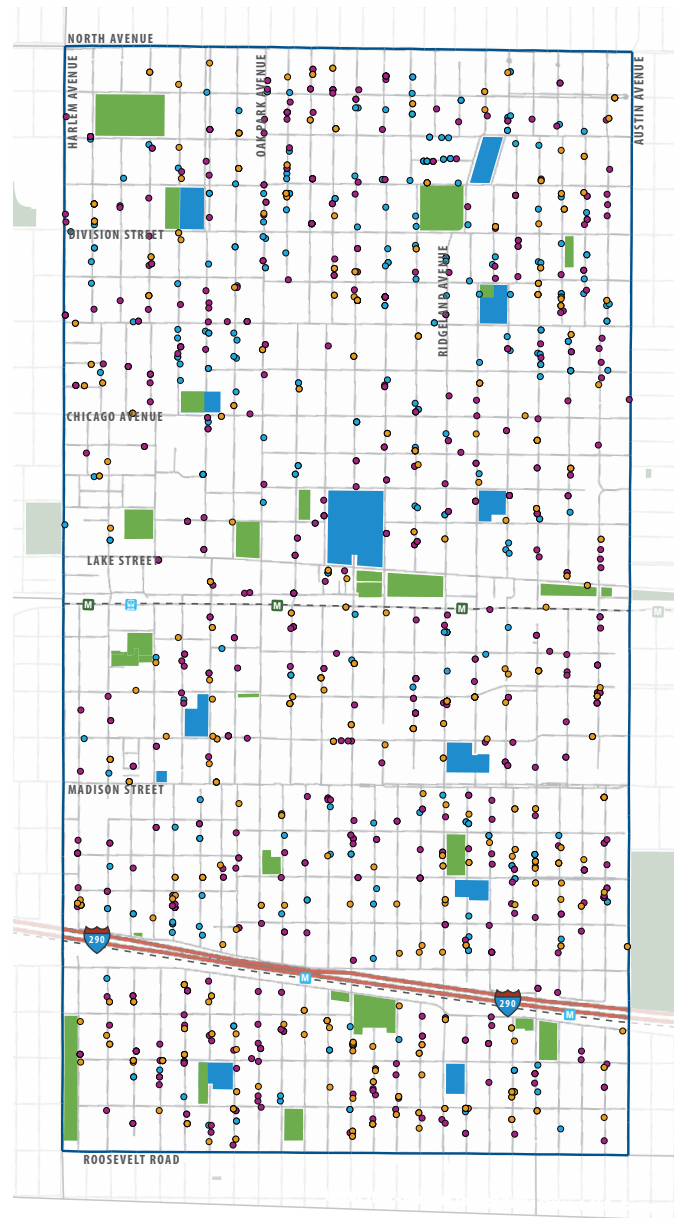 NORTH AVENUE
HARLEM AVENUE
OAK PARK AVENUE
AUSTIN AVENUE
DIVISION STREET
RIDGELAND AVENUE
CHICAGO AVENUE
LAKE STREET
M
M
M
M
MADISON STREET
290
M
290
M
ROOSEVELT ROAD